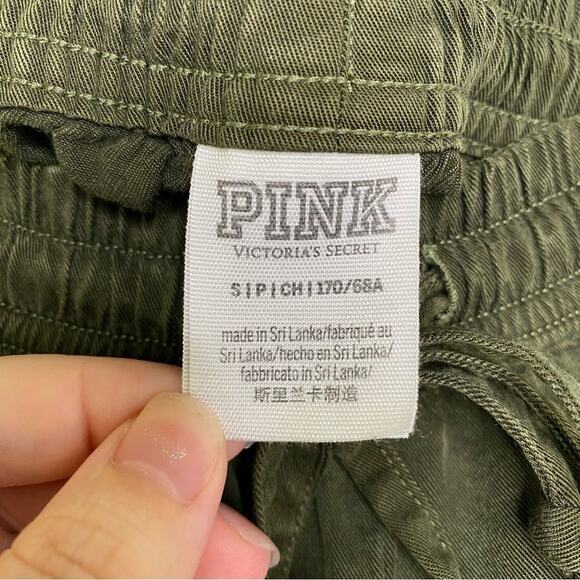 PINK
VICTORIA'S SECRET
S|P|CH|170/68A
made in Sri Lanka/fabriqué au
Sri Lanka/hecho en Sri Lanka/
fabbricato in Sri Lanka/
斯里兰卡制造